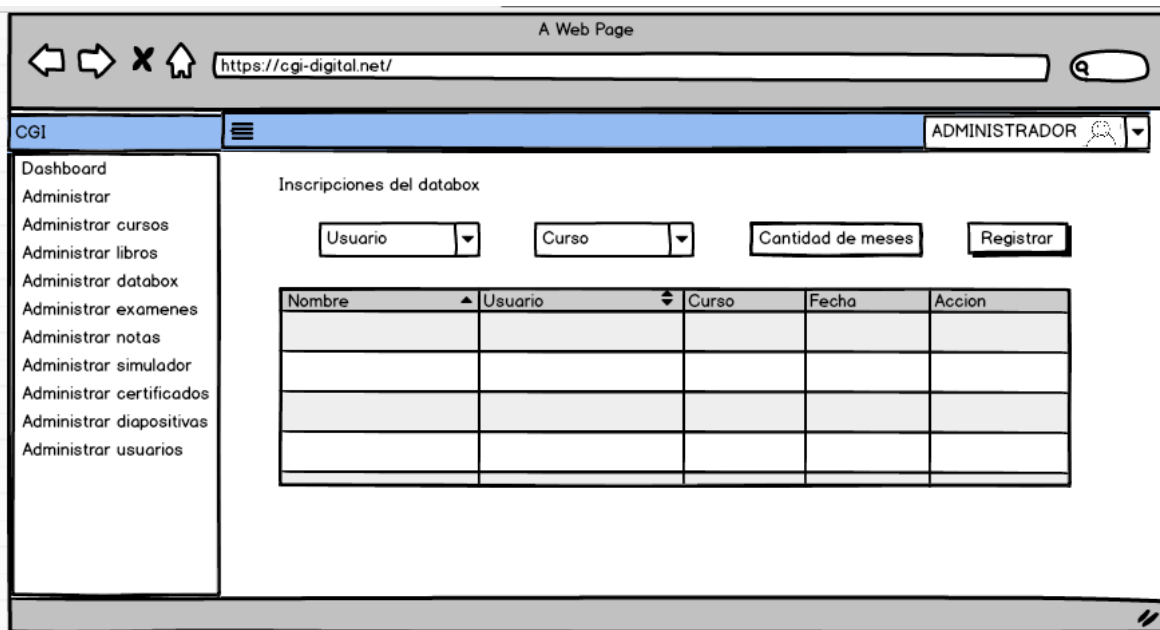 A Web Page
https://cgi-digital.net/
CGI
ADMINISTRADOR
Dashboard
Administrar
Administrar cursos
Administrar libros
Administrar databox
Administrar examenes
Administrar notas
Administrar simulador
Administrar certificados
Administrar diapositivas
Administrar usuarios
Inscripciones del databox
Usuario Curso Cantidad de meses Registrar
Nombre Usuario Curso Fecha Accion